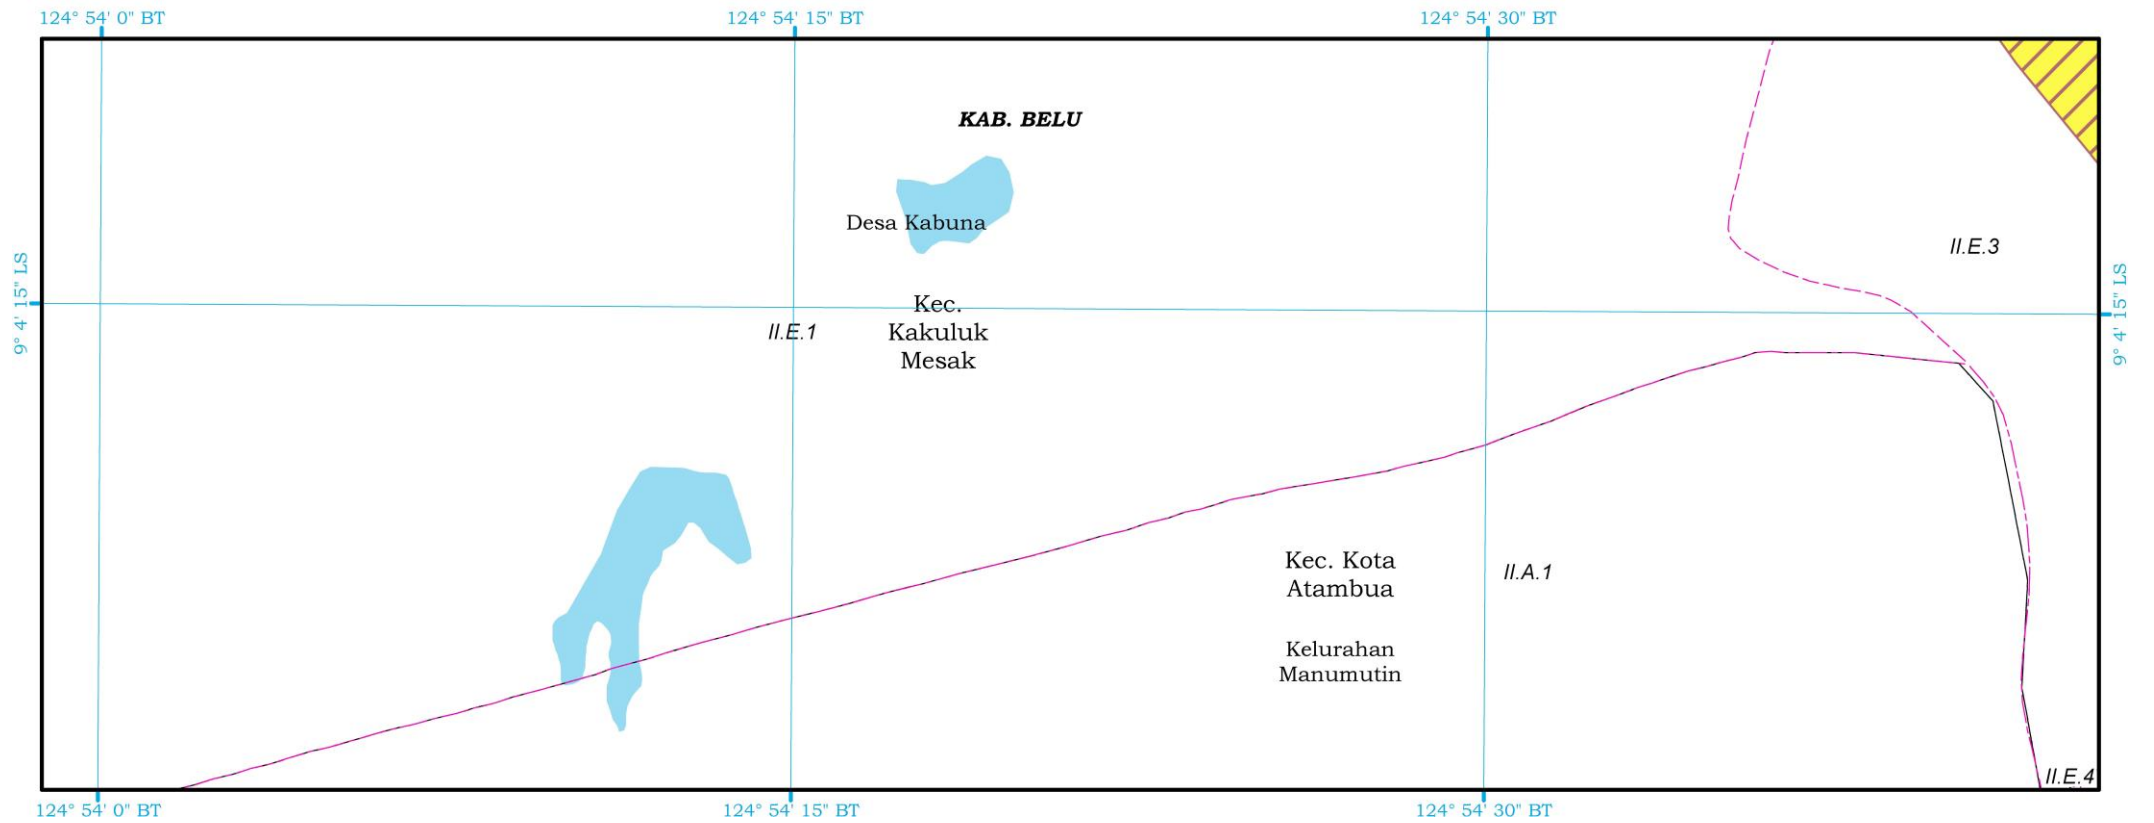 124° 54' 0" BT
124° 54' 15" BT
124° 54' 30" BT
KAB. BELU
Desa Kabuna
II.E.3
9° 4' 15" LS
9° 4' 15" LS
Kec.
Kakuluk
Mesak
II.E.1
Kec. Kota
Atambua
II.A.1
Kelurahan
Manumutin
II.E.4
124° 54' 0" BT
124° 54' 15" BT
124° 54' 30" BT